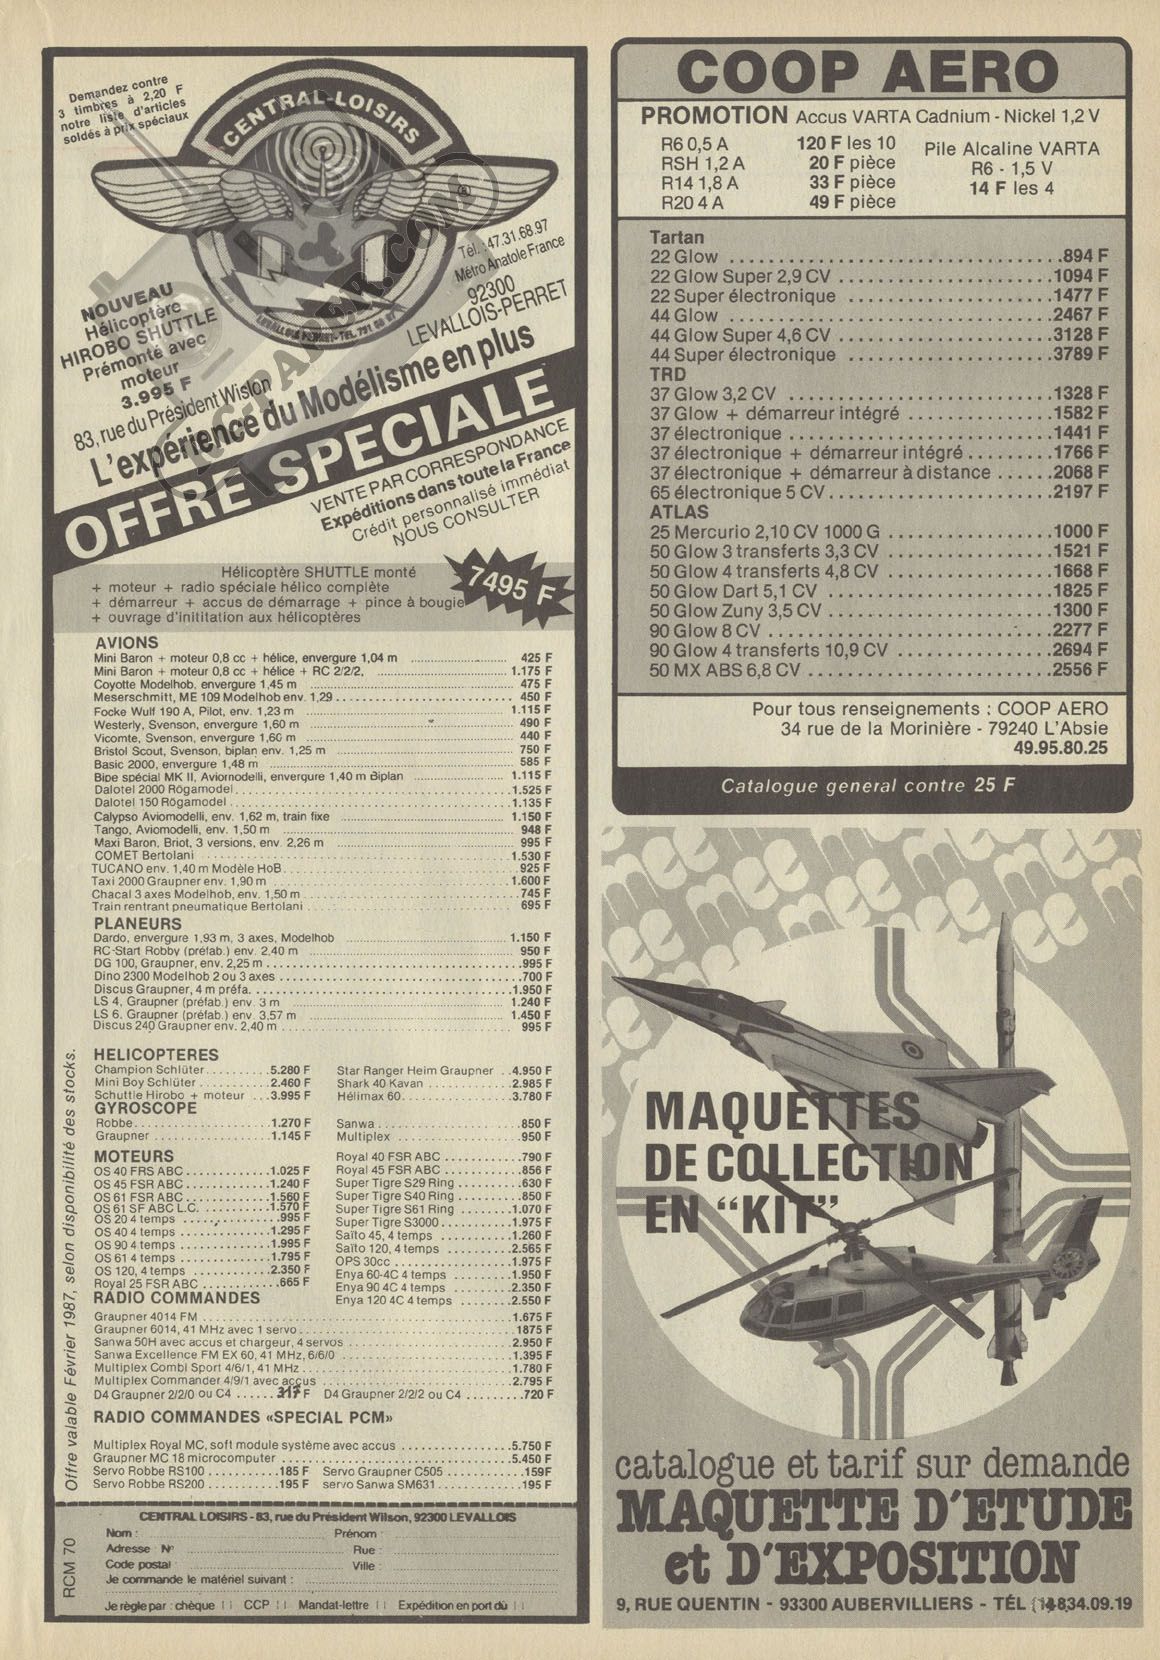 Demandez contre
3 timbres à 2,20 F
notre liste d'articles
soldés à prix spéciaux
CENTRAL-LOISIRS
LEVALLOIS PERRET-TEL.
NOUVEAU
Hélicoptère
HIROBO SHUTTLE
Prémonté avec
moteur
3.995 F
Tél. : 47.31.68.97
Métro Anatole France
92300
LEVALLOIS-PERRET
83, rue du Président Wislon
L'expérience du Modélisme en plus
OFFRE SPECIALE
VENTE PAR CORRESPONDANCE
Expéditions dans toute la France
Crédit personnalisé immédiat
NOUS CONSULTER
Hélicoptère SHUTTLE monté
+ moteur + radio spéciale hélico complète
+ démarreur + accus de démarrage + pince à bougie
+ ouvrage d'inititation aux hélicoptères
7495 F
AVIONS
Mini Baron + moteur 0,8 cc + hélice, envergure 1,04 m ........ 425 F
Mini Baron + moteur 0,8 cc + hélice + RC 2/2/2, ........ 1.175 F
Coyotte Modelhob, envergure 1,45 m ........ 475 F
Meserschmitt, ME 109 Modelhob env. 1,29 ........ 450 F
Focke Wulf 190 A, Pilot, env. 1,23 m ........ 1.115 F
Westerly, Svenson, envergure 1,60 m ........ 490 F
Vicomte, Svenson, envergure 1,60 m ........ 440 F
Bristol Scout, Svenson, biplan env. 1,25 m ........ 750 F
Basic 2000, envergure 1,48 m ........ 585 F
Bipe spécial MK II, Aviomodelli, envergure 1,40 m Biplan ........ 1.115 F
Dalotel 2000 Rögamodel ........ 1.525 F
Dalotel 150 Rögamodel ........ 1.135 F
Calypso Aviomodelli, env. 1,62 m, train fixe ........ 1.150 F
Tango, Aviomodelli, env. 1,50 m ........ 948 F
Maxi Baron, Briot, 3 versions, env. 2,26 m ........ 995 F
COMET Bertolani ........ 1.530 F
TUCANO env. 1,40 m Modèle HoB ........ 925 F
Taxi 2000 Graupner env. 1,90 m ........ 1.600 F
Chacal 3 axes Modelhob, env. 1,50 m ........ 745 F
Train rentrant pneumatique Bertolani ........ 695 F
PLANEURS
Dardo, envergure 1,93 m, 3 axes, Modelhob ........ 1.150 F
RC-Start Robby (préfab.) env. 2,40 m ........ 950 F
DG 100, Graupner, env. 2,25 m ........ 995 F
Dino 2300 Modelhob 2 ou 3 axes ........ 700 F
Discus Graupner, 4 m préfa. ........ 1.950 F
LS 4, Graupner (préfab.) env. 3 m ........ 1.240 F
LS 6, Graupner (préfab.) env. 3,57 m ........ 1.450 F
Discus 240 Graupner env. 2,40 m ........ 995 F
HELICOPTERES
Champion Schlüter ........ 5.280 F
Mini Boy Schlüter ........ 2.460 F
Schuttle Hirobo + moteur ... 3.995 F
Star Ranger Heim Graupner .. 4.950 F
Shark 40 Kavan ........ 2.985 F
Hélimax 60 ........ 3.780 F
GYROSCOPE
Robbe ........ 1.270 F
Graupner ........ 1.145 F
Sanwa ........ 850 F
Multiplex ........ 950 F
MOTEURS
OS 40 FRS ABC ........ 1.025 F
OS 45 FSR ABC ........ 1.240 F
OS 61 FSR ABC ........ 1.560 F
OS 61 SF ABC L.C. ........ 1.570 F
OS 20 4 temps ........ 995 F
OS 40 4 temps ........ 1.295 F
OS 90 4 temps ........ 1.995 F
OS 61 4 temps ........ 1.795 F
OS 120, 4 temps ........ 2.350 F
Royal 25 FSR ABC ........ 665 F
Royal 40 FSR ABC ........ 790 F
Royal 45 FSR ABC ........ 856 F
Super Tigre S29 Ring ........ 630 F
Super Tigre S40 Ring ........ 850 F
Super Tigre S61 Ring ........ 1.070 F
Super Tigre S3000 ........ 1.975 F
Saïto 45, 4 temps ........ 1.260 F
Saïto 120, 4 temps ........ 2.565 F
OPS 30cc ........ 1.975 F
Enya 60-4C 4 temps ........ 1.950 F
Enya 90 4C 4 temps ........ 2.350 F
Enya 120 4C 4 temps ........ 2.550 F
RADIO COMMANDES
Graupner 4014 FM ........ 1.675 F
Graupner 6014, 41 MHz avec 1 servo ........ 1875 F
Sanwa 50H avec accus et chargeur, 4 servos ........ 2.950 F
Sanwa Excellence FM EX 60, 41 MHz, 6/6/0 ........ 1.395 F
Multiplex Combi Sport 4/6/1, 41 MHz ........ 1.780 F
Multiplex Commander 4/9/1 avec accus ........ 2.795 F
D4 Graupner 2/2/0 ou C4 ...... 317 F D4 Graupner 2/2/2 ou C4 ........ 720 F
RADIO COMMANDES «SPECIAL PCM»
Multiplex Royal MC, soft module système avec accus ........ 5.750 F
Graupner MC 18 microcomputer ........ 5.450 F
Servo Robbe RS100 ........ 185 F Servo Graupner C505 ........ 159F
Servo Robbe RS200 ........ 195 F servo Sanwa SM631 ........ 195 F
Offre valable Février 1987, selon disponibilité des stocks.
CENTRAL LOISIRS - 83, rue du Président Wilson, 92300 LEVALLOIS
Nom : Prénom :
Adresse : N° Rue :
Code postal : Ville :
Je commande le matériel suivant :
Je règle par : chèque | | CCP | | Mandat-lettre | | Expédition en port dû | |
RCM 70
COOP AERO
PROMOTION Accus VARTA Cadnium - Nickel 1,2 V
R6 0,5 A 120 F les 10
RSH 1,2 A 20 F pièce
R14 1,8 A 33 F pièce
R20 4 A 49 F pièce
Pile Alcaline VARTA
R6 - 1,5 V
14 F les 4
Tartan
22 Glow ........ 894 F
22 Glow Super 2,9 CV ........ 1094 F
22 Super électronique ........ 1477 F
44 Glow ........ 2467 F
44 Glow Super 4,6 CV ........ 3128 F
44 Super électronique ........ 3789 F
TRD
37 Glow 3,2 CV ........ 1328 F
37 Glow + démarreur intégré ........ 1582 F
37 électronique ........ 1441 F
37 électronique + démarreur intégré ........ 1766 F
37 électronique + démarreur à distance ........ 2068 F
65 électronique 5 CV ........ 2197 F
ATLAS
25 Mercurio 2,10 CV 1000 G ........ 1000 F
50 Glow 3 transferts 3,3 CV ........ 1521 F
50 Glow 4 transferts 4,8 CV ........ 1668 F
50 Glow Dart 5,1 CV ........ 1825 F
50 Glow Zuny 3,5 CV ........ 1300 F
90 Glow 8 CV ........ 2277 F
90 Glow 4 transferts 10,9 CV ........ 2694 F
50 MX ABS 6,8 CV ........ 2556 F
Pour tous renseignements : COOP AERO
34 rue de la Morinière - 79240 L'Absie
49.95.80.25
Catalogue general contre 25 F
mee mee mee
MAQUETTES
DE COLLECTION
EN "KIT"
catalogue et tarif sur demande
MAQUETTE D'ETUDE
et D'EXPOSITION
9, RUE QUENTIN - 93300 AUBERVILLIERS - TÉL (1) 4834.09.19